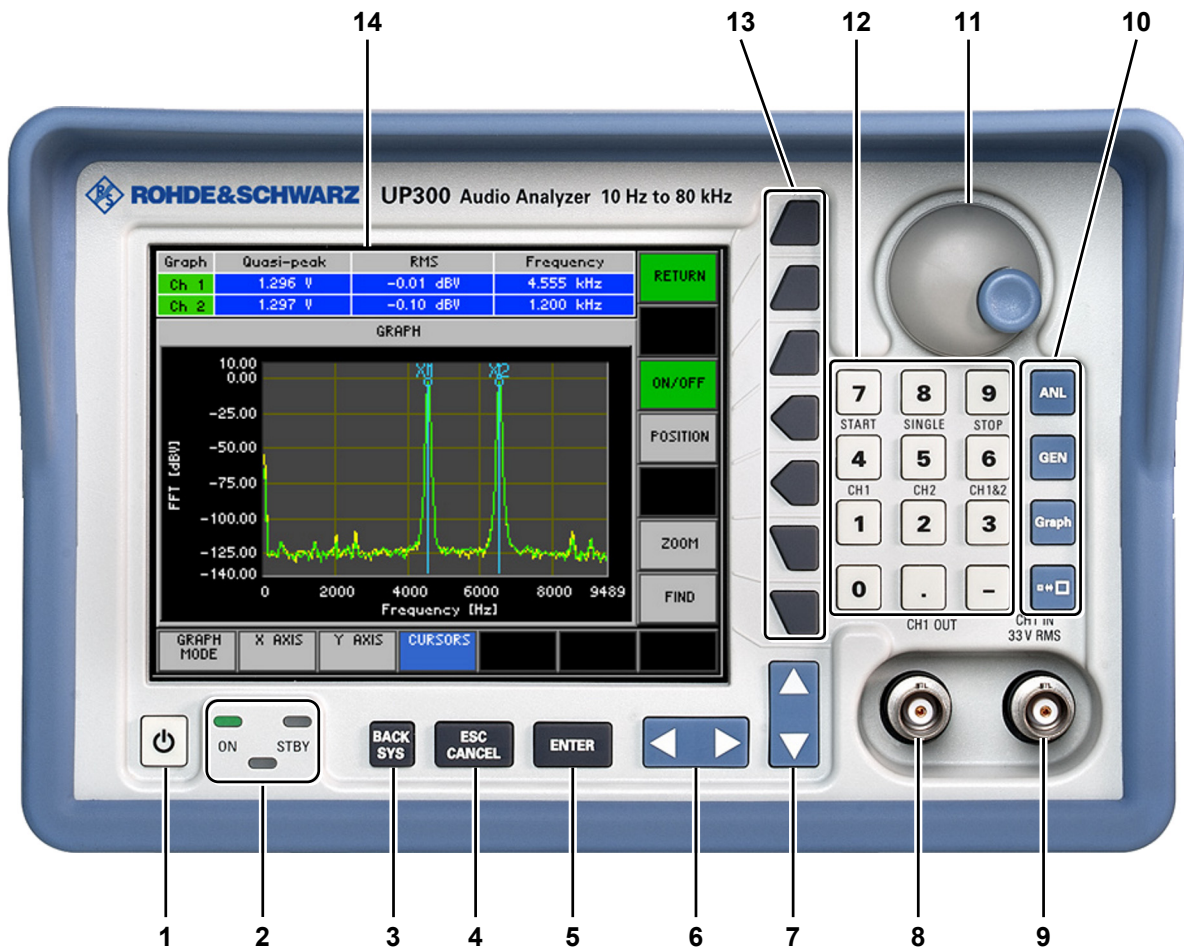 14 13 12 11 10
ROHDE&SCHWARZ UP300 Audio Analyzer 10 Hz to 80 kHz
Graph Quasi-peak RMS Frequency
Ch 1 1.296 V -0.01 dBV 4.555 kHz
Ch 2 1.297 V -0.10 dBV 1.200 kHz
RETURN
GRAPH
ON/OFF
POSITION
ZOOM
FIND
10.00
0.00
-25.00
-50.00
-75.00
-100.00
-125.00
-140.00
FFT [dBV]
0 2000 4000 6000 8000 9489
Frequency [Hz]
GRAPH MODE X AXIS Y AXIS CURSORS
7 8 9 ANL
START SINGLE STOP
4 5 6 GEN
CH1 CH2 CH1&2
1 2 3 Graph
0 . -
CH1 OUT
CH1 IN
33 V RMS
ON STBY
BACK SYS
ESC CANCEL
ENTER
1 2 3 4 5 6 7 8 9